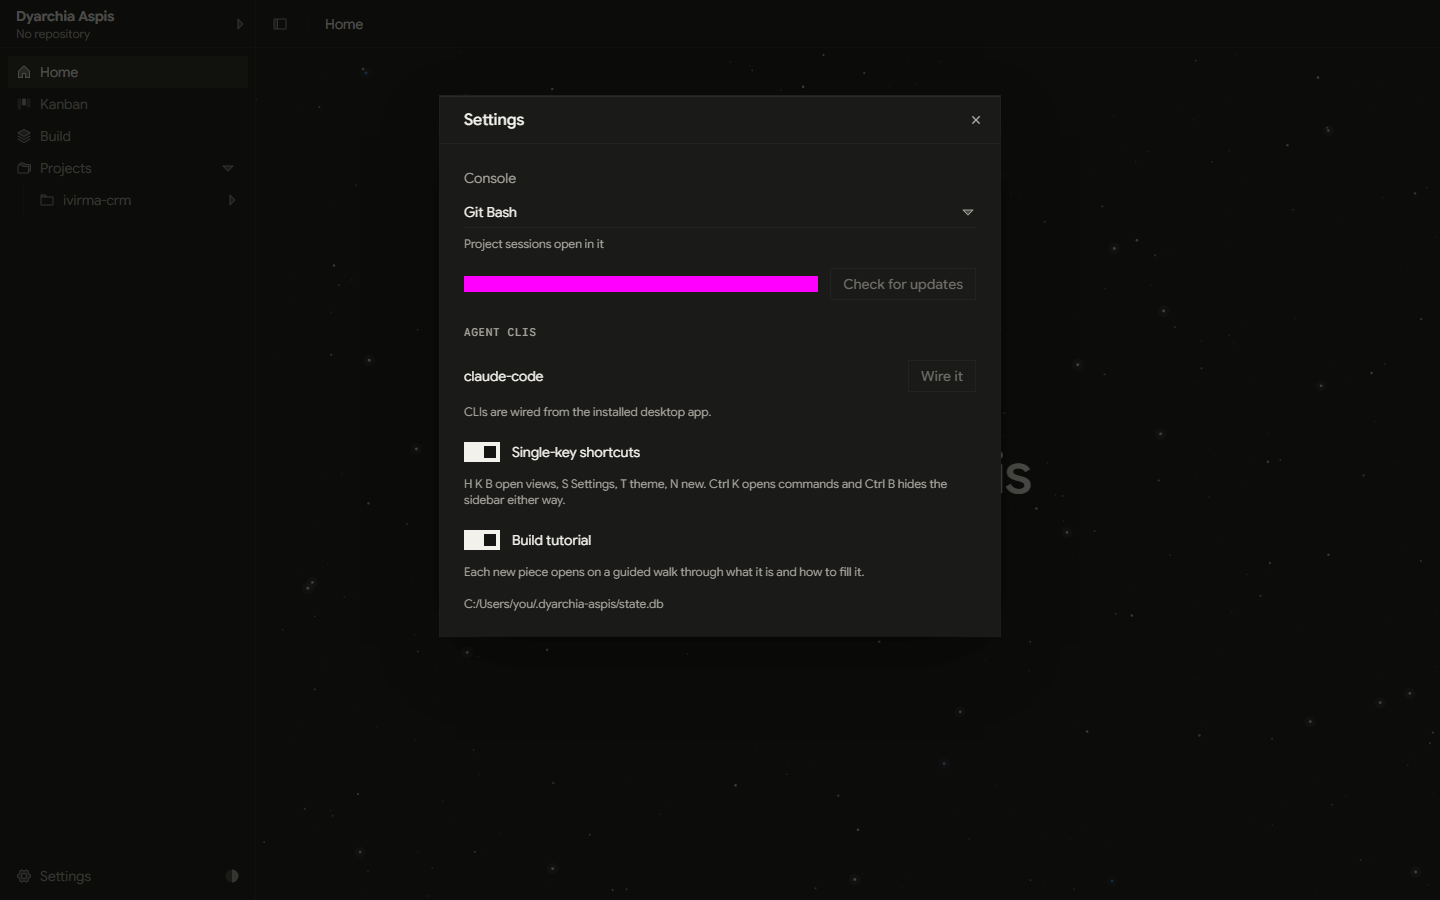 Dyarchia Aspis
No repository
Home
Home
Kanban
Build
Projects
ivirma-crm
Settings
Console
Git Bash
Project sessions open in it
Check for updates
AGENT CLIS
claude-code
Wire it
CLIs are wired from the installed desktop app.
Single-key shortcuts
H K B open views, S Settings, T theme, N new. Ctrl K opens commands and Ctrl B hides the
sidebar either way.
Build tutorial
Each new piece opens on a guided walk through what it is and how to fill it.
C:/Users/you/.dyarchia-aspis/state.db
is
Settings